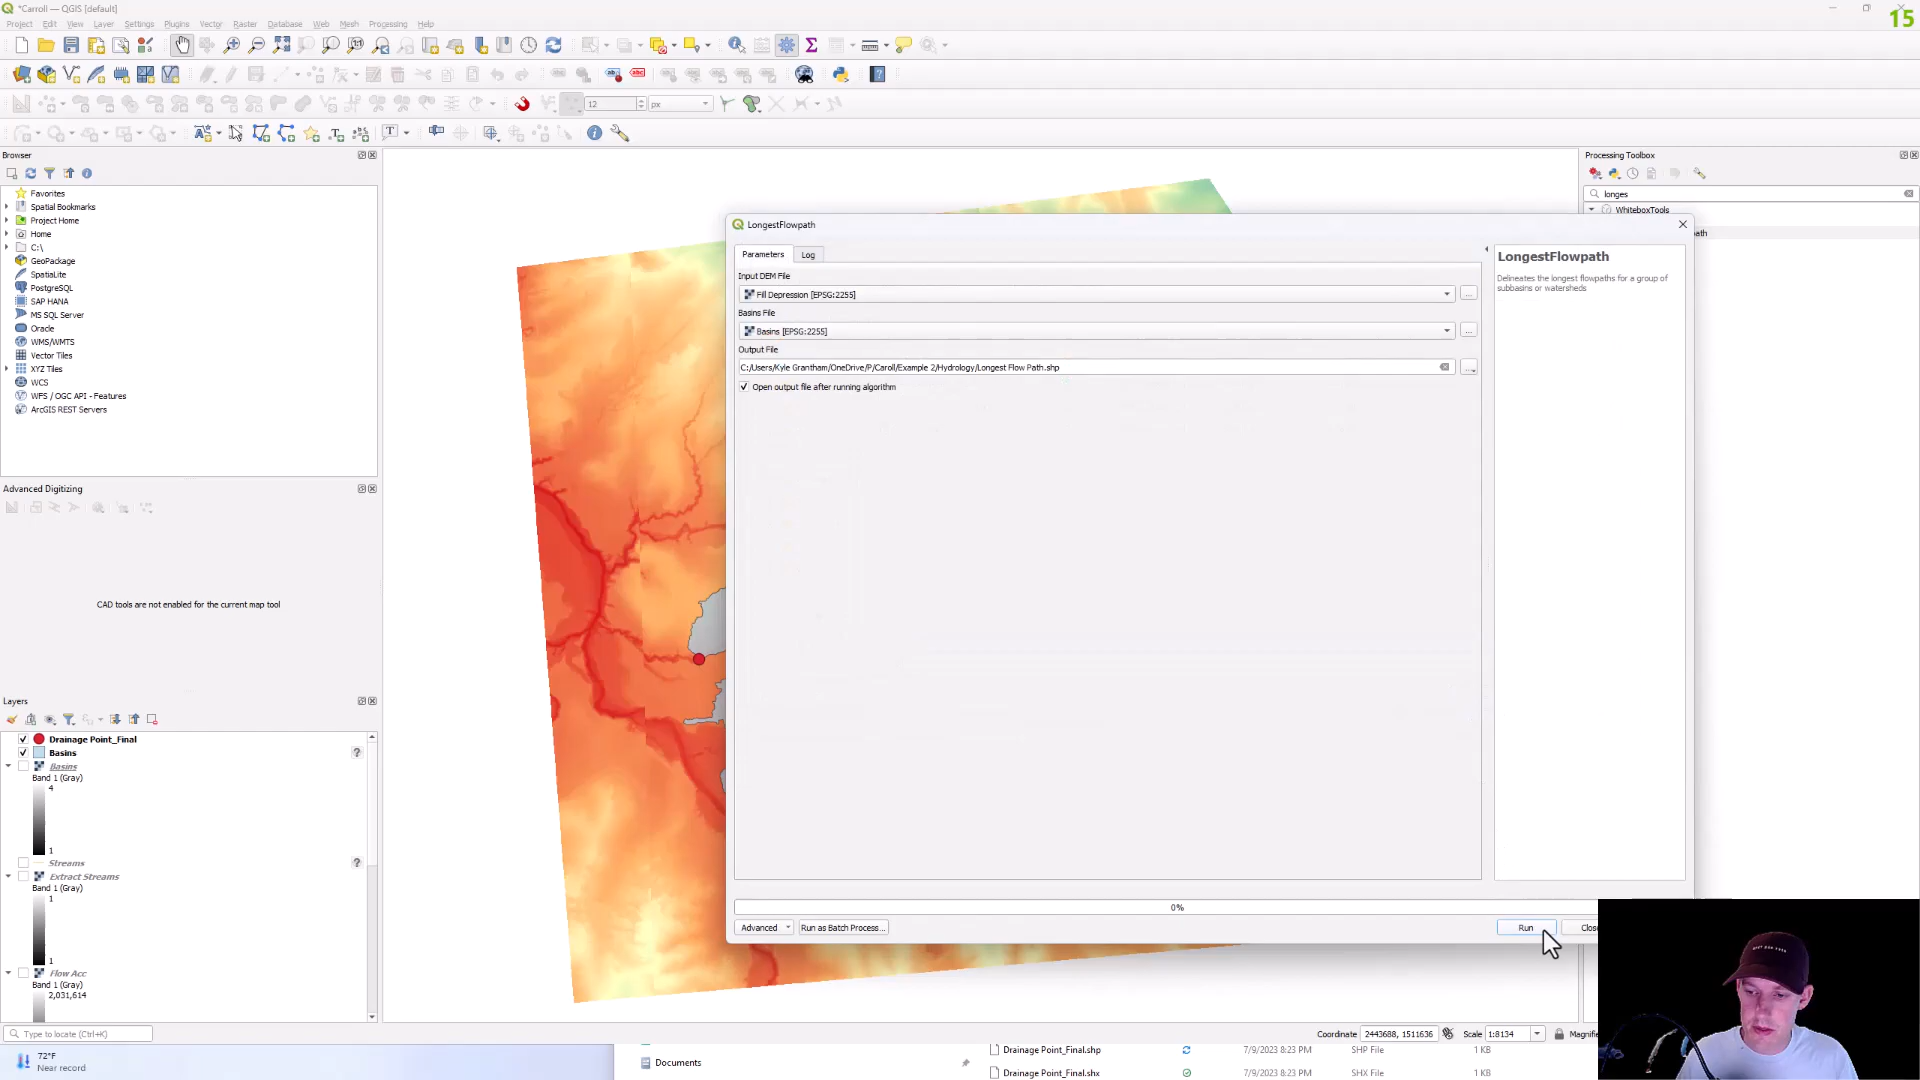 *Carroll — QGIS [default]
15
Project Edit View Layer Settings Plugins Vector Raster Database Web Mesh Processing Help
12 px
Browser
Favorites
Spatial Bookmarks
Project Home
Home
C:\
GeoPackage
SpatiaLite
PostgreSQL
SAP HANA
MS SQL Server
Oracle
WMS/WMTS
Vector Tiles
XYZ Tiles
WCS
WFS / OGC API - Features
ArcGIS REST Servers
Advanced Digitizing
CAD tools are not enabled for the current map tool
Layers
Drainage Point_Final
Basins
Basins
Band 1 (Gray)
4
1
Streams
Extract Streams
Band 1 (Gray)
1
1
Flow Acc
Band 1 (Gray)
2,031,614
Type to locate (Ctrl+K)
72°F
Near record
LongestFlowpath
Parameters Log
Input DEM File
Fill Depression [EPSG:2255]
Basins File
Basins [EPSG:2255]
Output File
C:/Users/Kyle Grantham/OneDrive/P/Caroll/Example 2/Hydrology/Longest Flow Path.shp
Open output file after running algorithm
LongestFlowpath
Delineates the longest flowpaths for a group of
subbasins or watersheds
0%
Advanced Run as Batch Process... Run
Processing Toolbox
longes
WhiteboxTools
Coordinate 2443688, 1511636 Scale 1:8134
Documents
Drainage Point_Final.shp 7/9/2023 8:23 PM SHP File 1 KB
Drainage Point_Final.shx 7/9/2023 8:23 PM SHX File 1 KB